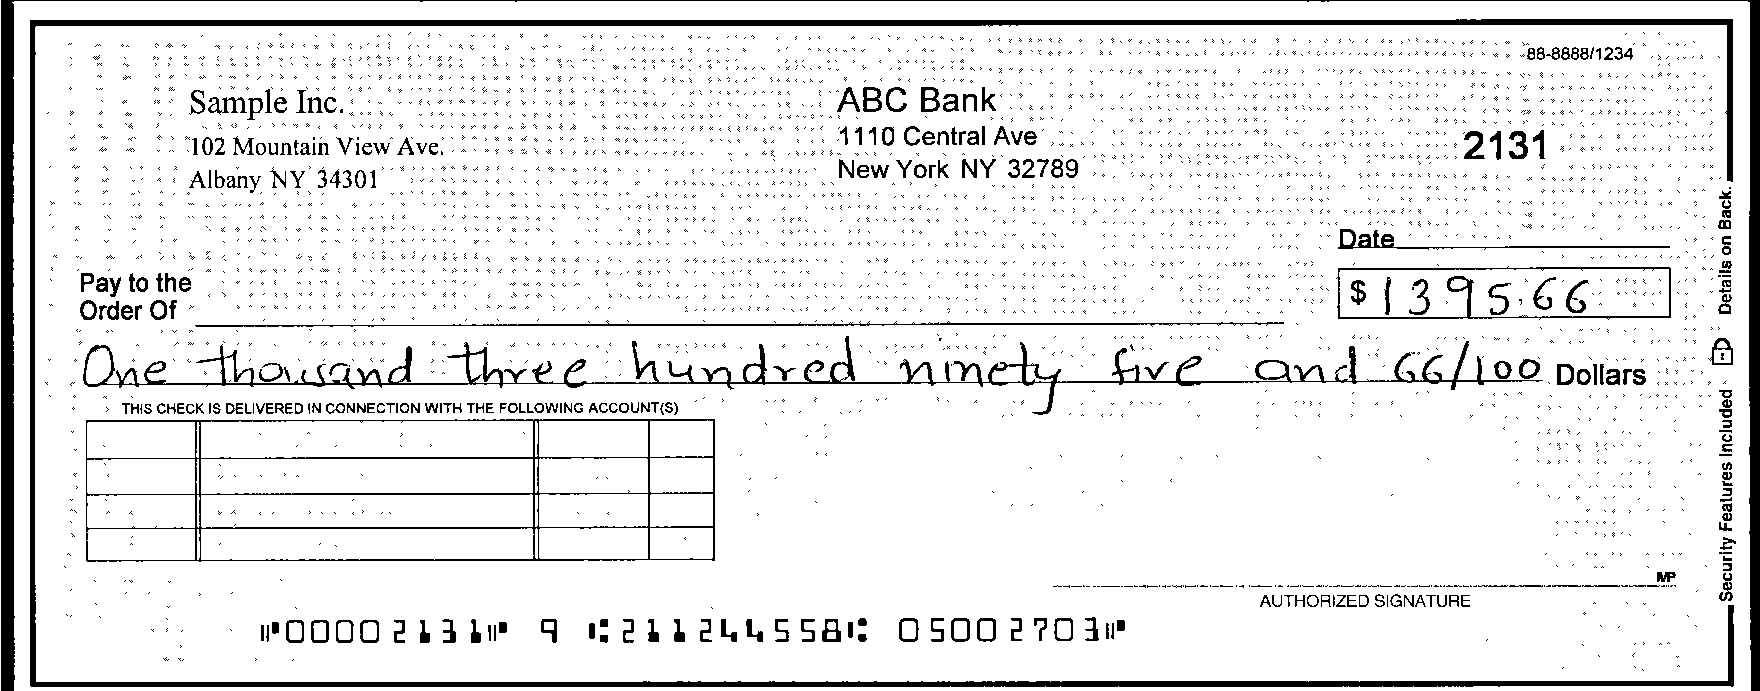 88-8888/1234
Sample Inc.
102 Mountain View Ave.
Albany NY 34301
ABC Bank
1110 Central Ave
New York NY 32789
2131
Date
Pay to the
Order Of
$ 1395.66
One thousand three hundred ninety five and 66/100 Dollars
THIS CHECK IS DELIVERED IN CONNECTION WITH THE FOLLOWING ACCOUNT(S)
MP
AUTHORIZED SIGNATURE
⑈00002131⑈ 9 ⑆211244558⑆ 05002703⑈
Security Features Included Details on Back.